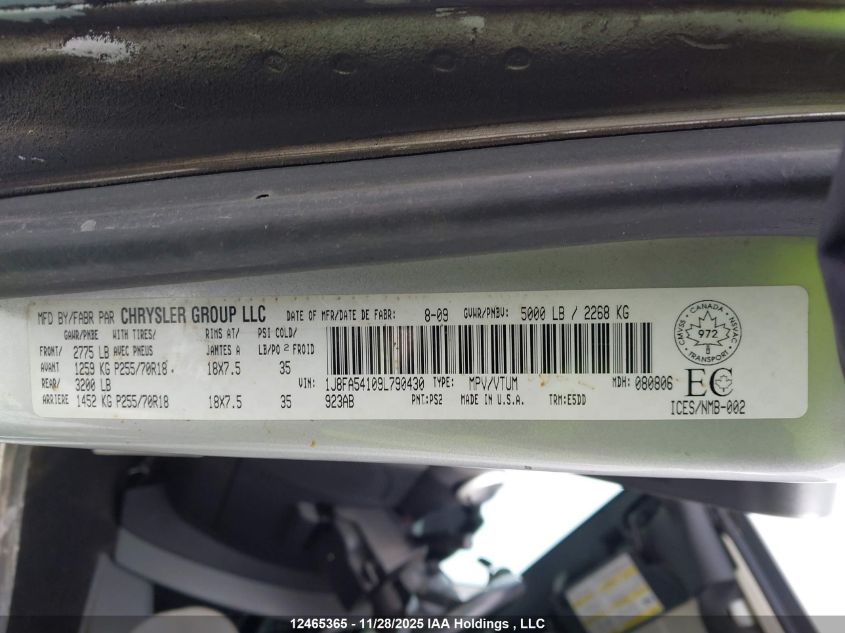 MFD BY/FABR PAR CHRYSLER GROUP LLC DATE OF MFR/DATE DE FABR: 8-09 GVWR/PNBV: 5000 LB / 2268 KG
GAWR/PNBE WITH TIRES/ RIMS AT/ PSI COLD/
FRONT/ 2775 LB AVEC PNEUS JANTES A LB/PO 2 FROID
AVANT 1259 KG P255/70R18 18X7.5 35
REAR/ 3200 LB VIN: 1J8FA54109L790430 TYPE: MPV/VTUM MDH: 080806
ARRIERE 1452 KG P255/70R18 18X7.5 35 923AB PNT: PS2 MADE IN U.S.A. TRM: E5DD
CANADA
CMVSS 972 NSVAC
TRANSPORT
EC
ICES/NMB-002
12465365 - 11/28/2025 IAA Holdings , LLC